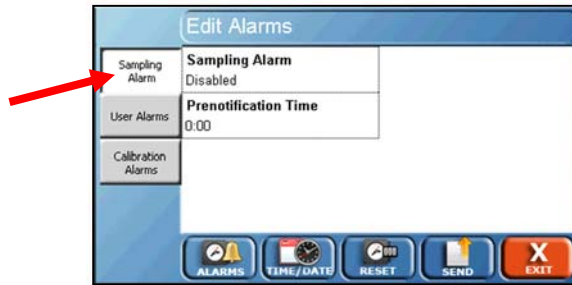 Edit Alarms
Sampling
Alarm
Sampling Alarm
Disabled
User Alarms
Prenotification Time
0:00
Calibration
Alarms
ALARMS
TIME/DATE
RESET
SEND
X
EXIT